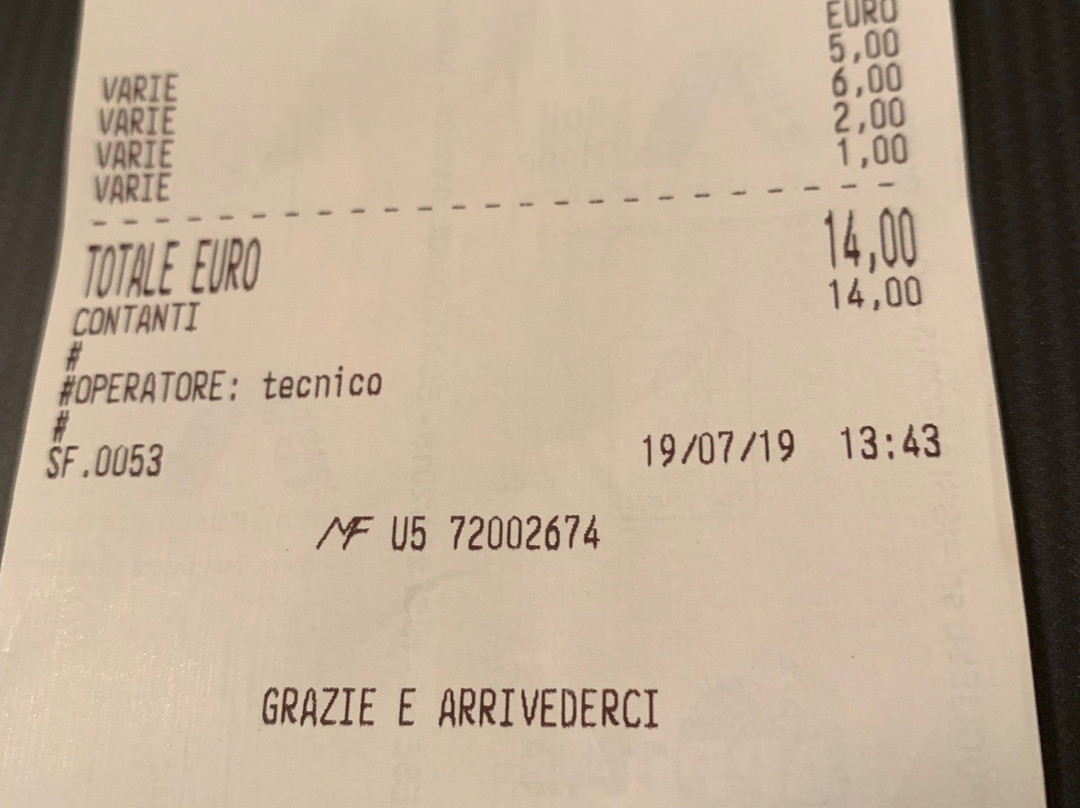 EURO
VARIE 5,00
VARIE 6,00
VARIE 2,00
VARIE 1,00
TOTALE EURO 14,00
CONTANTI 14,00
#
#OPERATORE: tecnico
#
SF.0053 19/07/19 13:43
MF U5 72002674
GRAZIE E ARRIVEDERCI